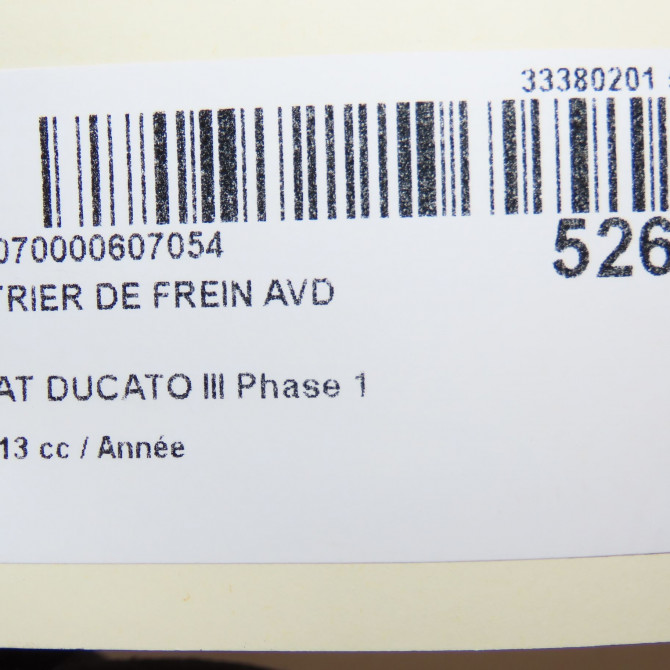 33380201
070000607054
526
TRIER DE FREIN AVD
AT DUCATO III Phase 1
13 cc / Année